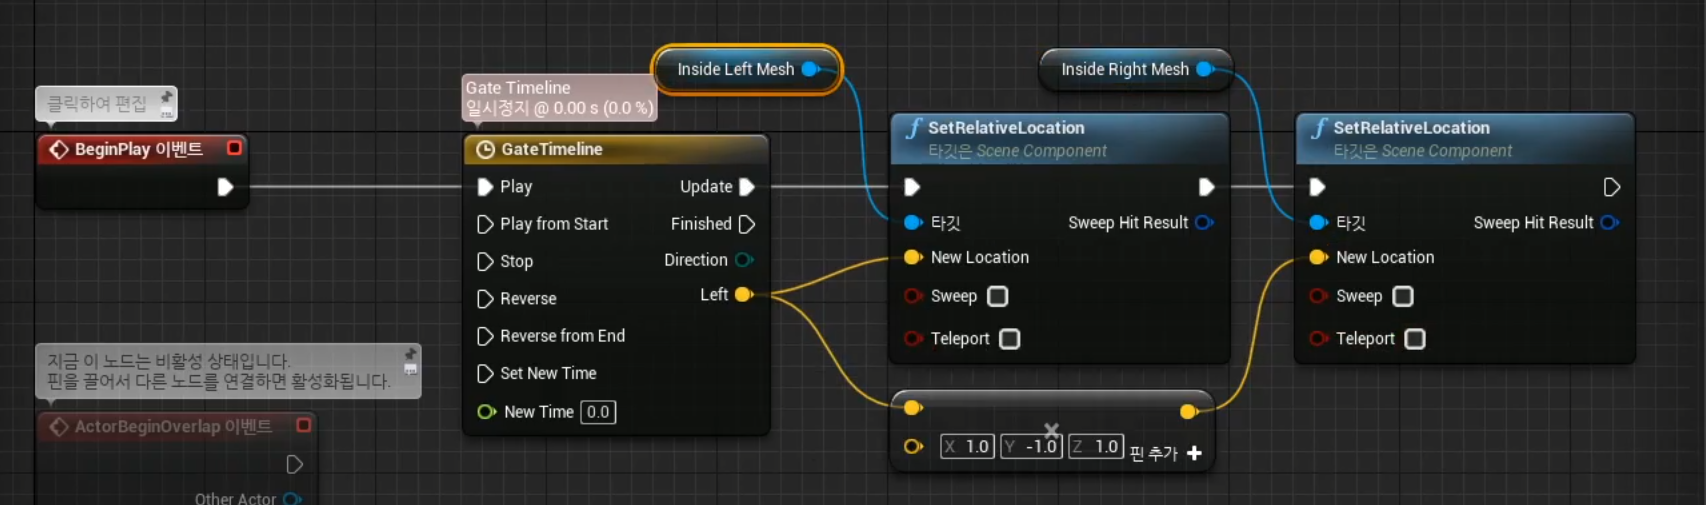 클릭하여 편집
BeginPlay 이벤트
Gate Timeline
일시정지 @ 0.00 s (0.0 %)
GateTimeline
Play
Play from Start
Stop
Reverse
Reverse from End
Set New Time
New Time 0.0
Update
Finished
Direction
Left
Inside Left Mesh
SetRelativeLocation
타깃은 Scene Component
타깃
New Location
Sweep
Teleport
Sweep Hit Result
X 1.0 Y -1.0 Z 1.0 핀 추가 +
Inside Right Mesh
SetRelativeLocation
타깃은 Scene Component
타깃
New Location
Sweep
Teleport
Sweep Hit Result
지금 이 노드는 비활성 상태입니다.
핀을 끌어서 다른 노드를 연결하면 활성화됩니다.
ActorBeginOverlap 이벤트
Other Actor